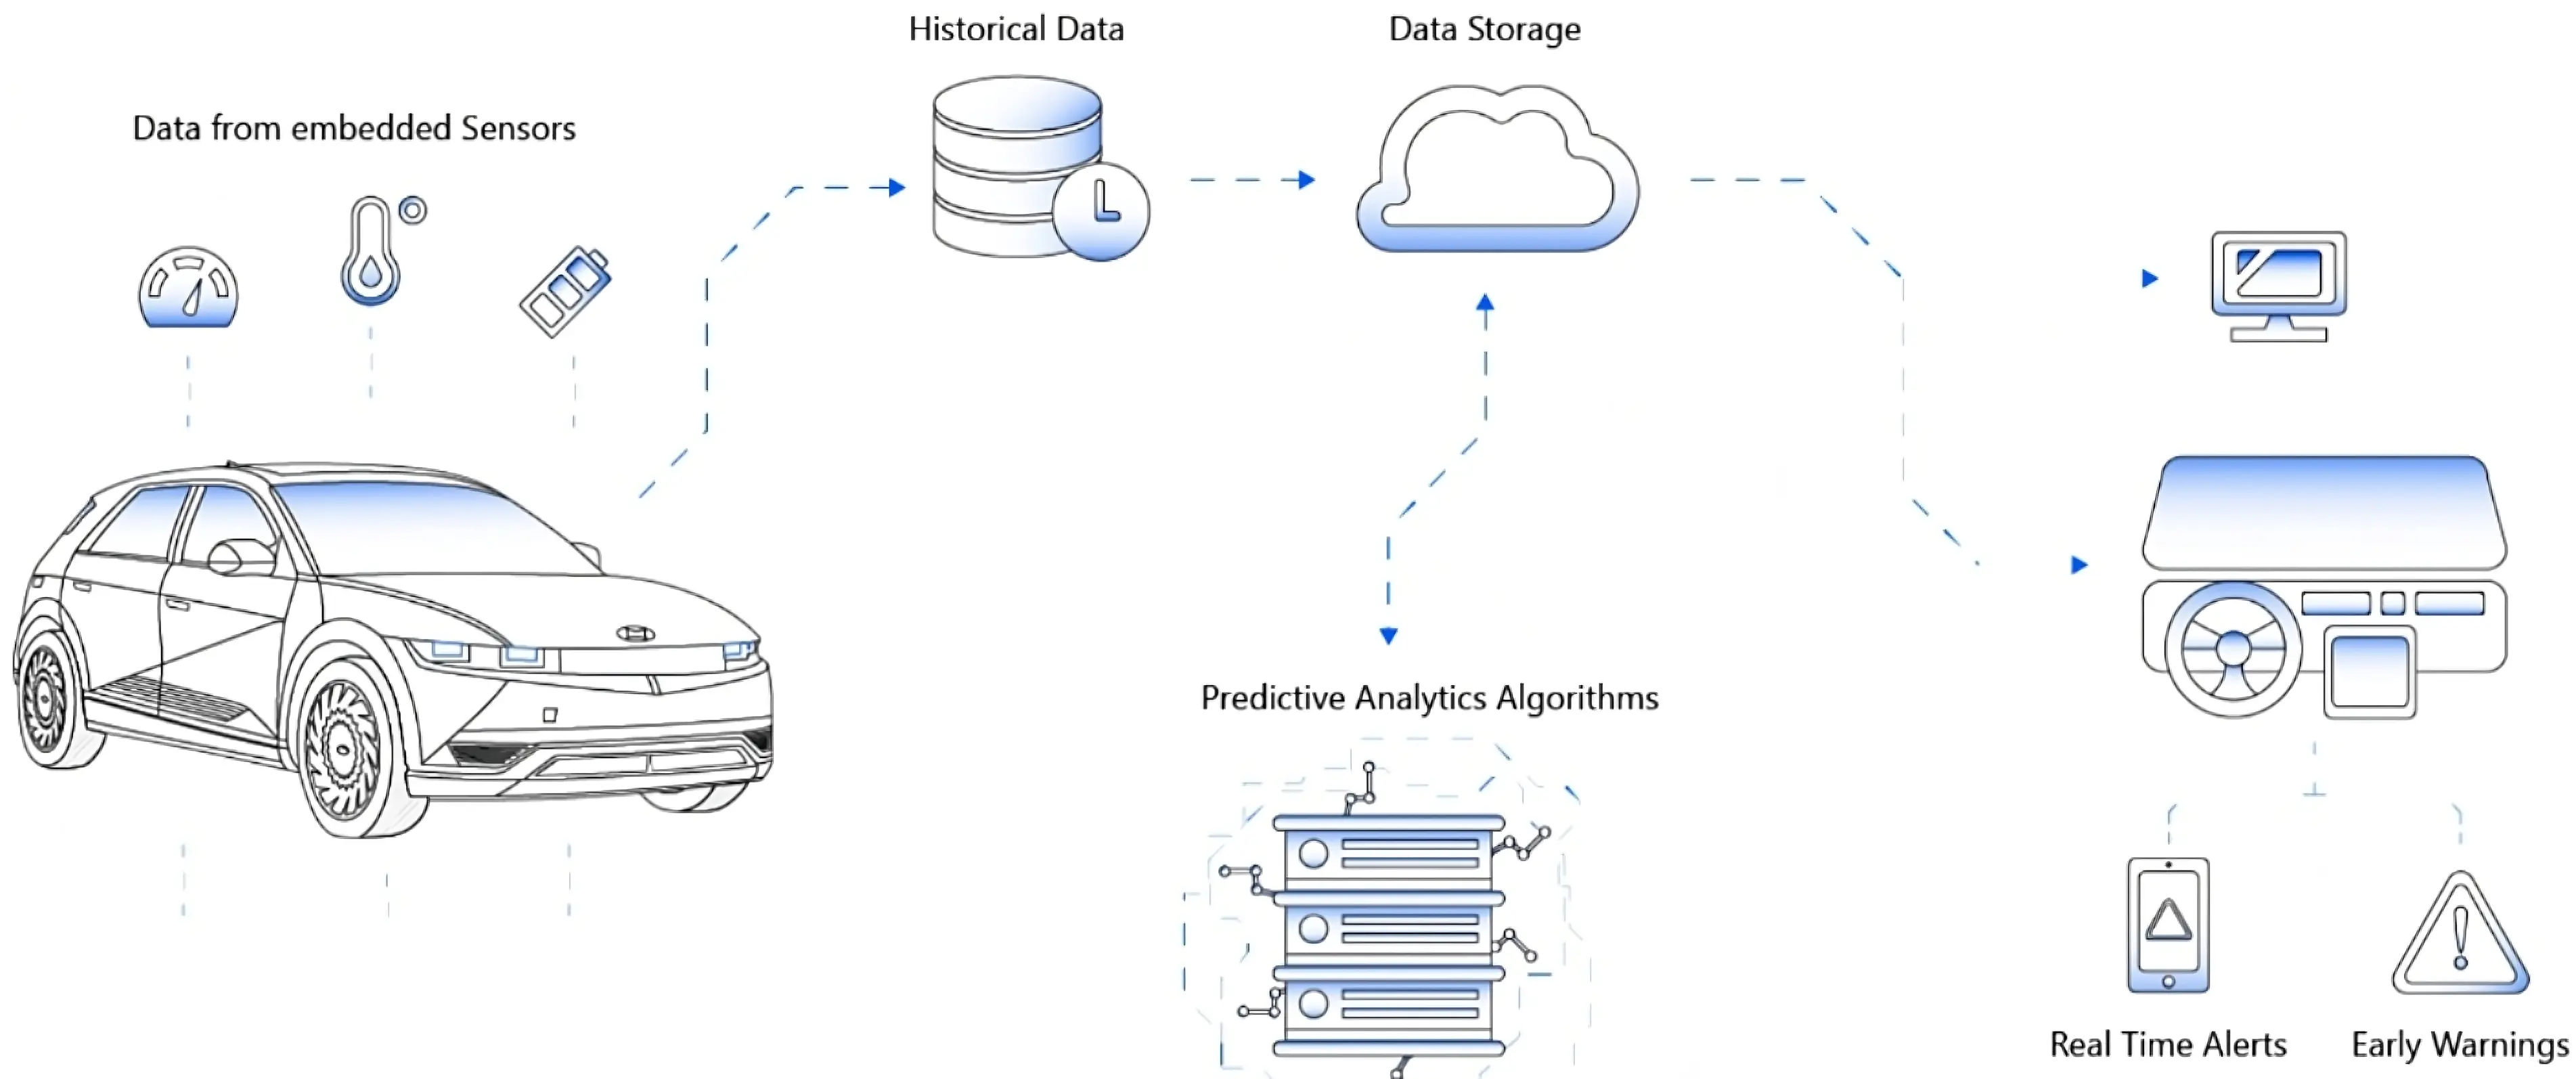 Historical Data
Data Storage
Data from embedded Sensors
Predictive Analytics Algorithms
Real Time Alerts
Early Warnings